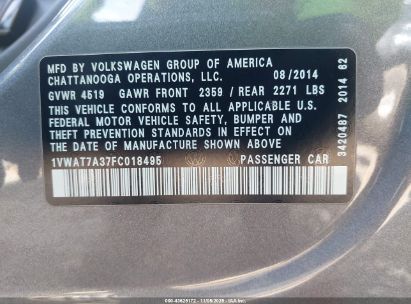 MFD BY VOLKSWAGEN GROUP OF AMERICA
CHATTANOOGA OPERATIONS, LLC. 08/2014
GVWR 4519 GAWR FRONT 2359 / REAR 2271 LBS
THIS VEHICLE CONFORMS TO ALL APPLICABLE U.S.
FEDERAL MOTOR VEHICLE SAFETY, BUMPER AND
THEFT PREVENTION STANDARDS IN EFFECT ON THE
DATE OF MANUFACTURE SHOWN ABOVE
1VWAT7A37FC018495 PASSENGER CAR
3420487 2014 62